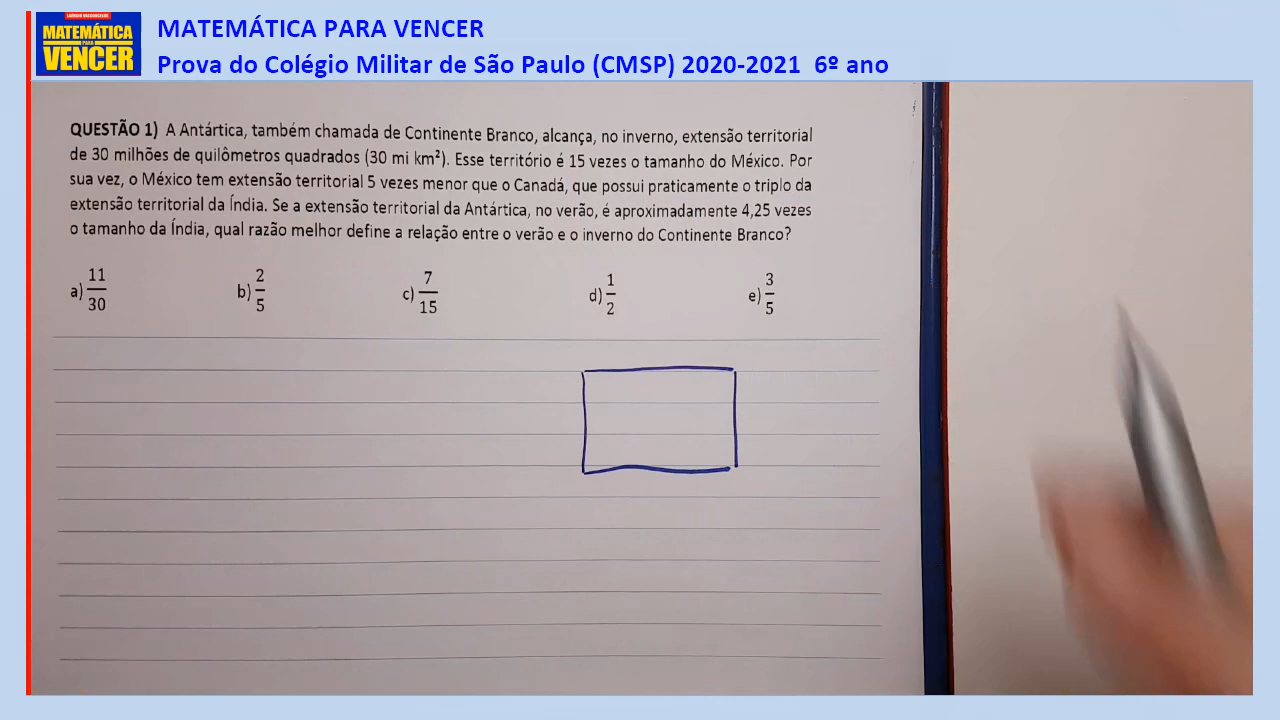 LAÉRCIO VASCONCELOS
MATEMÁTICA
PARA
VENCER
MATEMÁTICA PARA VENCER
Prova do Colégio Militar de São Paulo (CMSP) 2020-2021 6º ano
QUESTÃO 1) A Antártica, também chamada de Continente Branco, alcança, no inverno, extensão territorial
de 30 milhões de quilômetros quadrados (30 mi km²). Esse território é 15 vezes o tamanho do México. Por
sua vez, o México tem extensão territorial 5 vezes menor que o Canadá, que possui praticamente o triplo da
extensão territorial da Índia. Se a extensão territorial da Antártica, no verão, é aproximadamente 4,25 vezes
o tamanho da Índia, qual razão melhor define a relação entre o verão e o inverno do Continente Branco?
a) 11/30 b) 2/5 c) 7/15 d) 1/2 e) 3/5